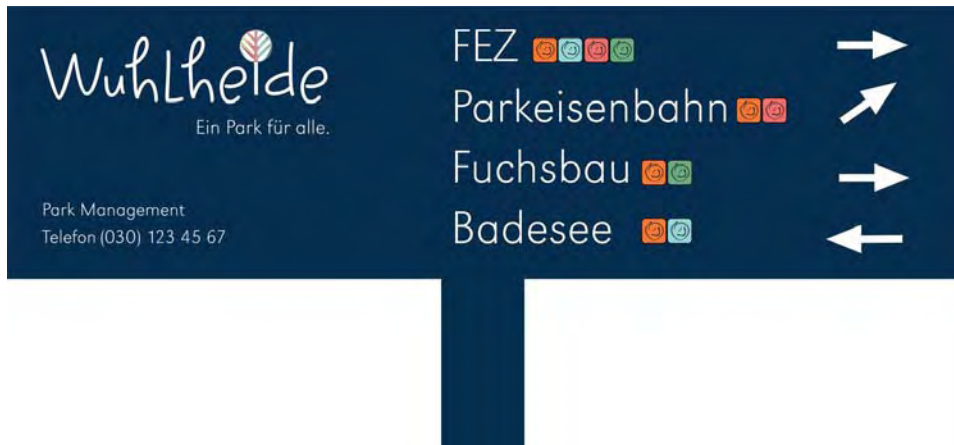 Wuhlheide
Ein Park für alle.
Park Management
Telefon (030) 123 45 67
FEZ
Parkeisenbahn
Fuchsbau
Badesee